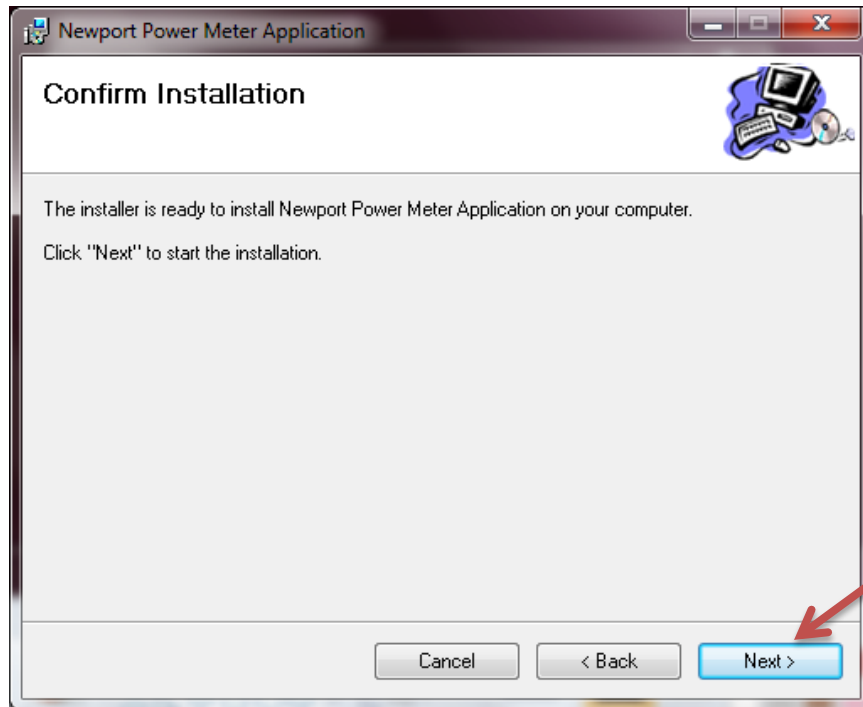 Newport Power Meter Application
Confirm Installation
The installer is ready to install Newport Power Meter Application on your computer.
Click "Next" to start the installation.
Cancel
< Back
Next >